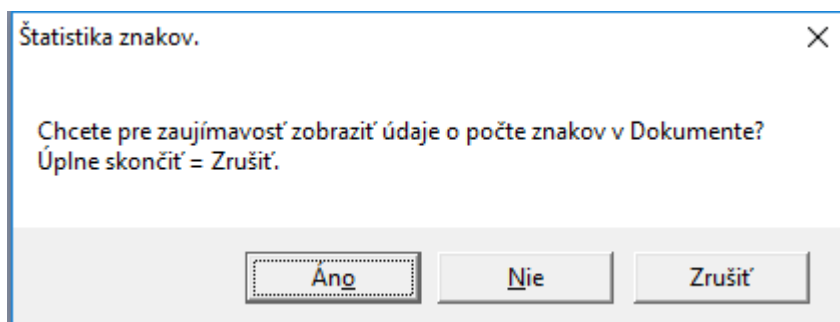 Štatistika znakov.
Chcete pre zaujímavosť zobraziť údaje o počte znakov v Dokumente?
Úplne skončiť = Zrušiť.
Áno
Nie
Zrušiť